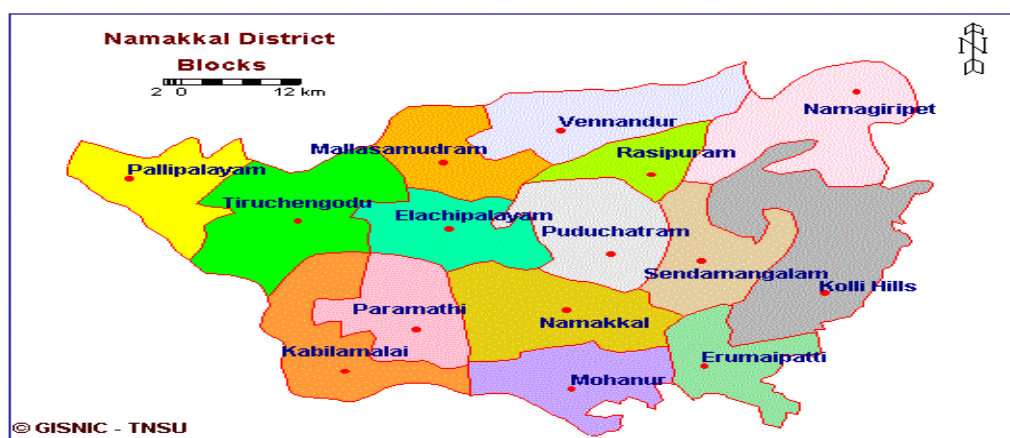 Namakkal District
Blocks
2 0 12 km
N
Namagiripet
Vennandur
Mallasamudram
Rasipuram
Pallipalayam
Tiruchengodu
Elachipalayam
Puduchatram
Sendamangalam
Kolli Hills
Paramathi
Namakkal
Kabilamalai
Erumaipatti
Mohanur
© GISNIC - TNSU